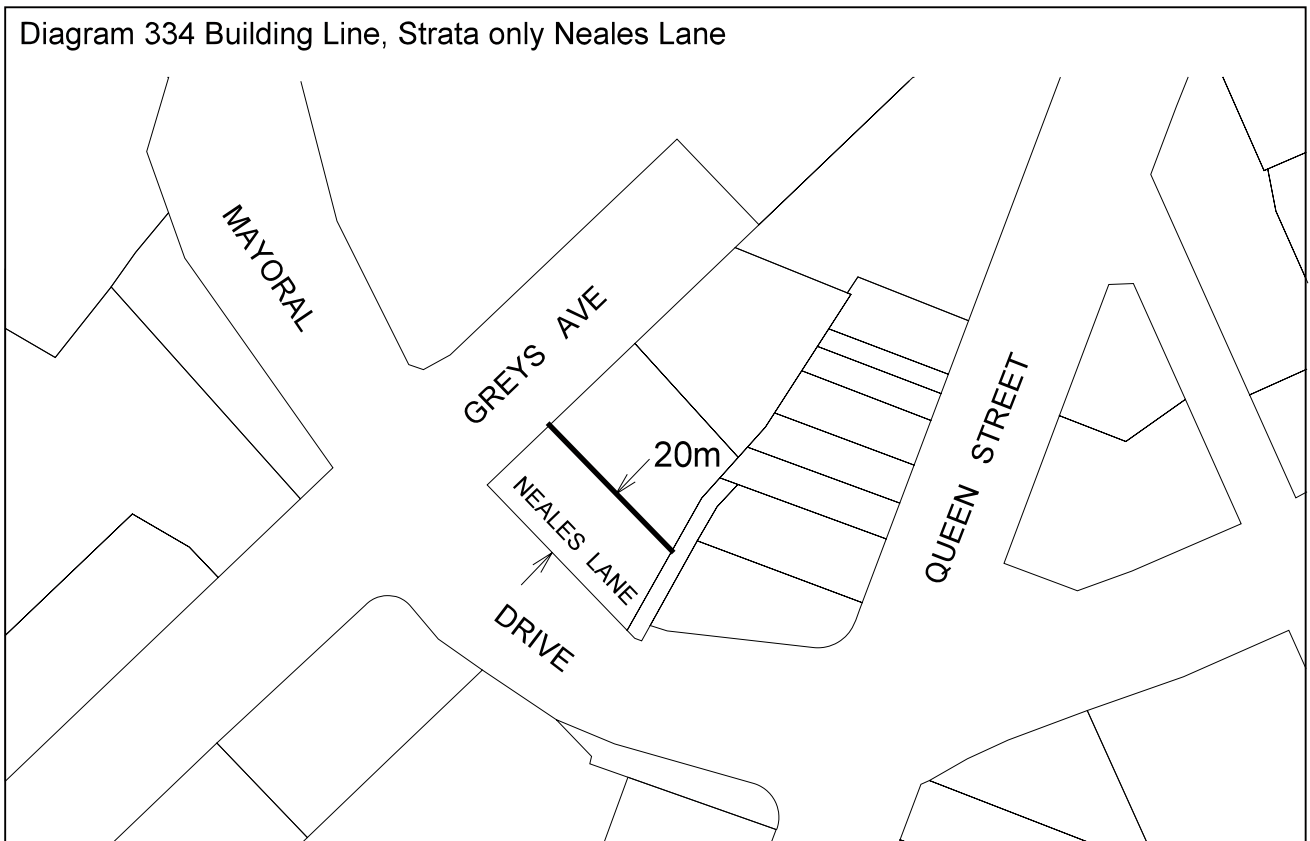 Diagram 334 Building Line, Strata only Neales Lane
MAYORAL
GREYS AVE
20m
QUEEN STREET
NEALES LANE
DRIVE